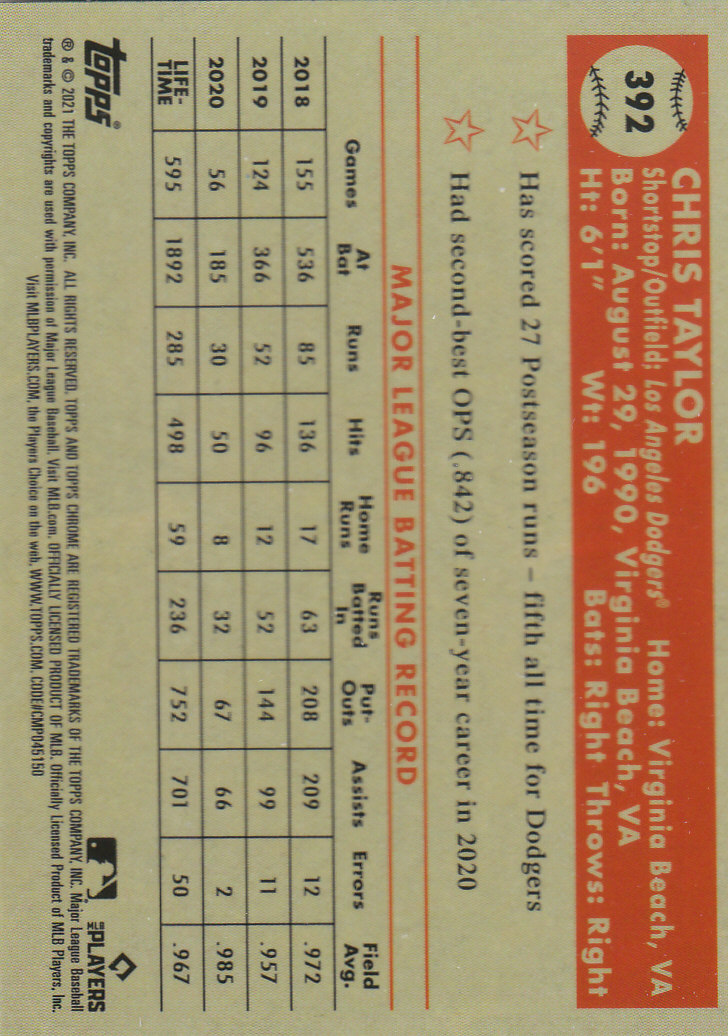 392
CHRIS TAYLOR
Shortstop/Outfield; Los Angeles Dodgers® Home: Virginia Beach, VA
Born: August 29, 1990, Virginia Beach, VA
Ht: 6'1" Wt: 196 Bats: Right Throws: Right
Has scored 27 Postseason runs – fifth all time for Dodgers
Had second-best OPS (.842) of seven-year career in 2020
MAJOR LEAGUE BATTING RECORD
Games At Bat Runs Hits Home Runs Runs Batted In Put-Outs Assists Errors Field Avg.
2018 155 536 85 136 17 63 208 209 12 .972
2019 124 366 52 96 12 52 144 99 11 .957
2020 56 185 30 50 8 32 67 66 2 .985
LIFE-TIME 595 1892 285 498 59 236 752 701 50 .967
topps®
® & © 2021 THE TOPPS COMPANY, INC. ALL RIGHTS RESERVED. TOPPS AND TOPPS CHROME ARE REGISTERED TRADEMARKS OF THE TOPPS COMPANY, INC. Major League Baseball
trademarks and copyrights are used with permission of Major League Baseball. Visit MLB.com. OFFICIALLY LICENSED PRODUCT OF MLB. Officially Licensed Product of MLB Players, Inc.
Visit MLBPLAYERS.COM, the Players Choice on the web. WWW.TOPPS.COM. CODE#CMP045150
MLB PLAYERS